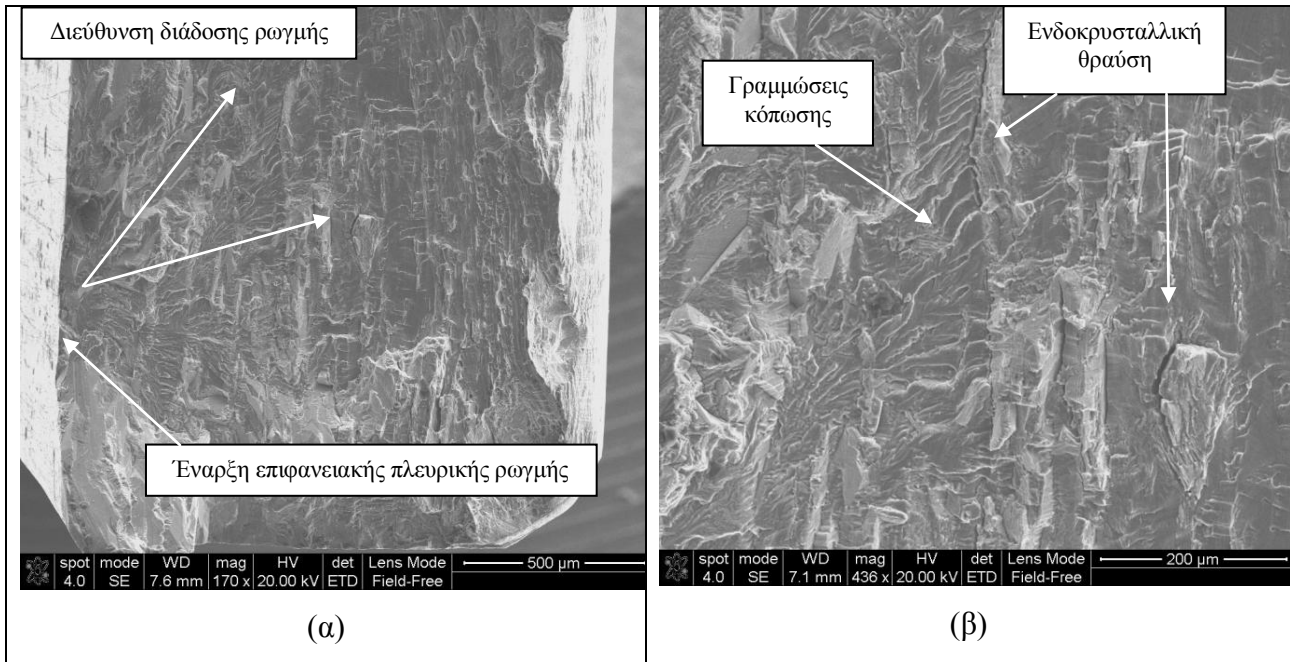 Διεύθυνση διάδοσης ρωγμής
Έναρξη επιφανειακής πλευρικής ρωγμής
spot mode WD mag HV det Lens Mode 500 µm
4.0 SE 7.6 mm 170 x 20.00 kV ETD Field-Free
(α)
Ενδοκρυσταλλική
θραύση
Γραμμώσεις
κόπωσης
spot mode WD mag HV det Lens Mode 200 µm
4.0 SE 7.1 mm 436 x 20.00 kV ETD Field-Free
(β)